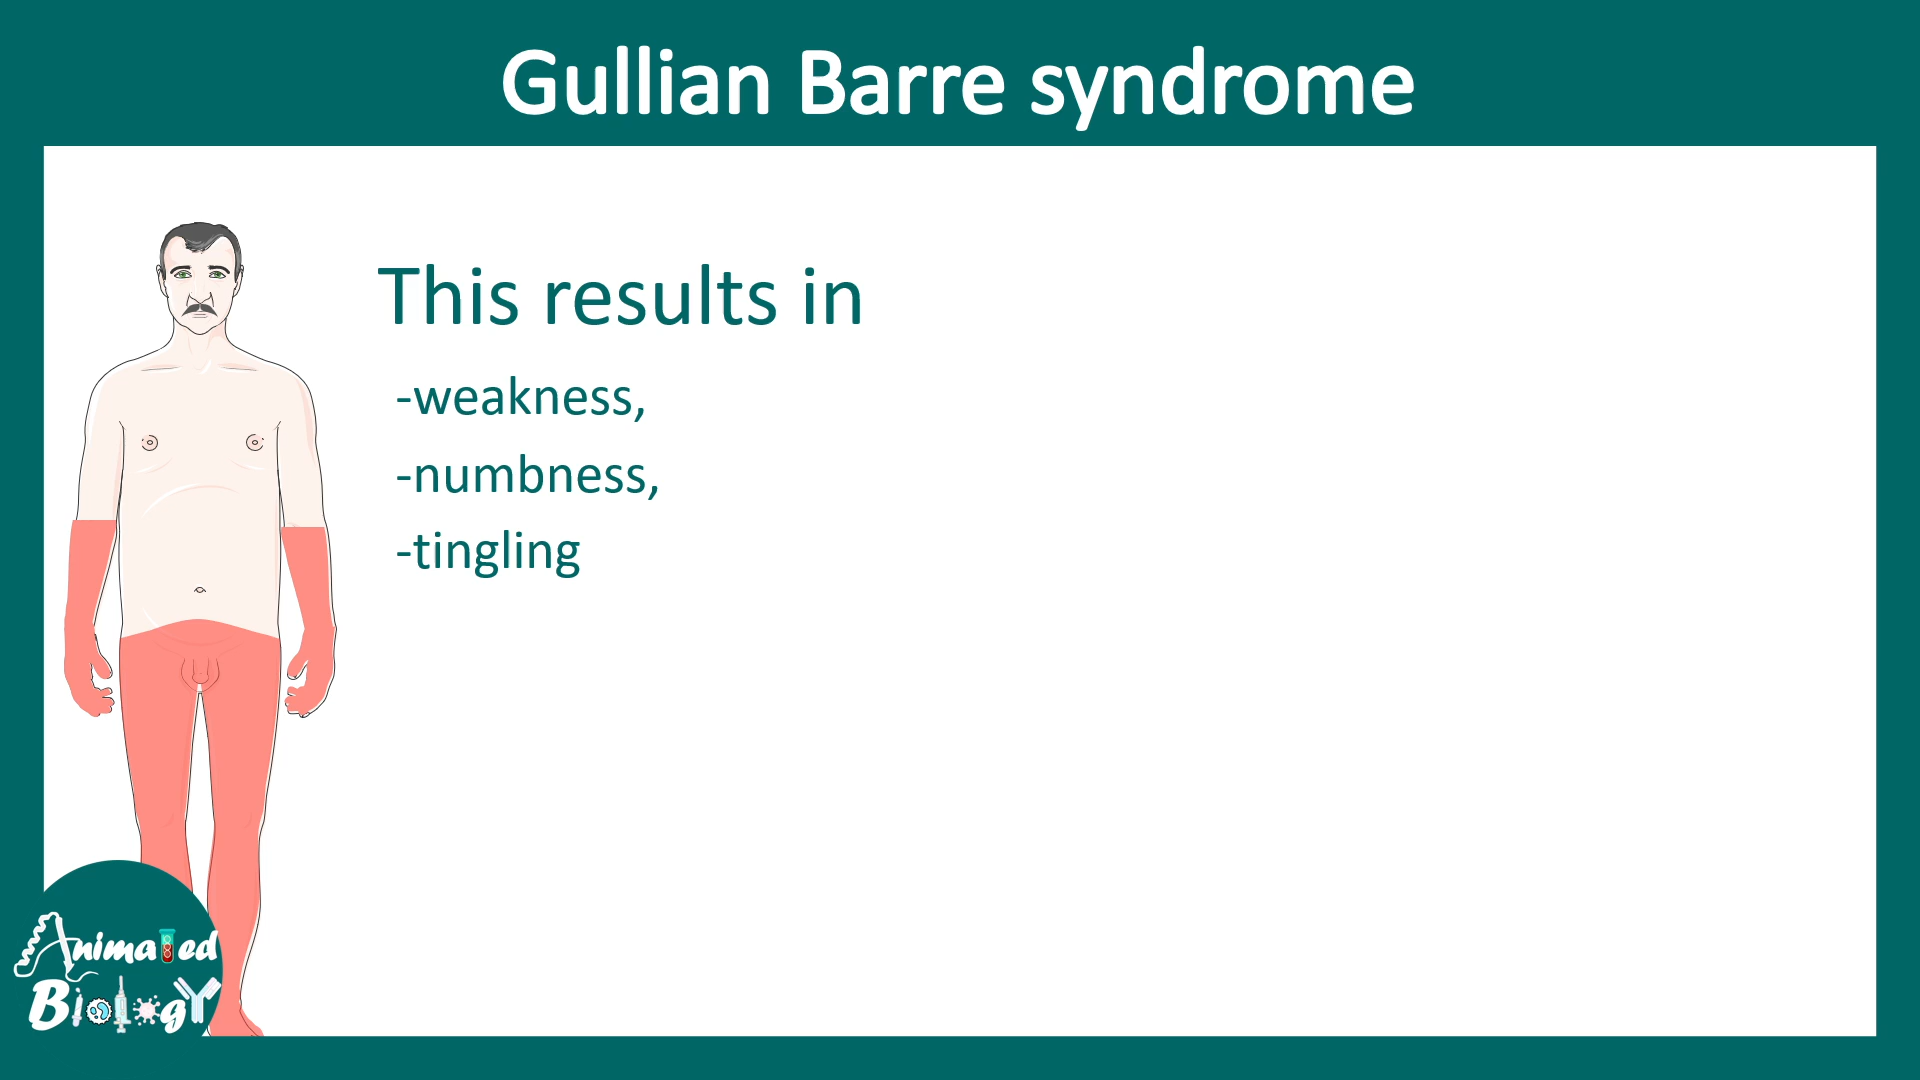 Gullian Barre syndrome
This results in
-weakness,
-numbness,
-tingling
Animated
Biology